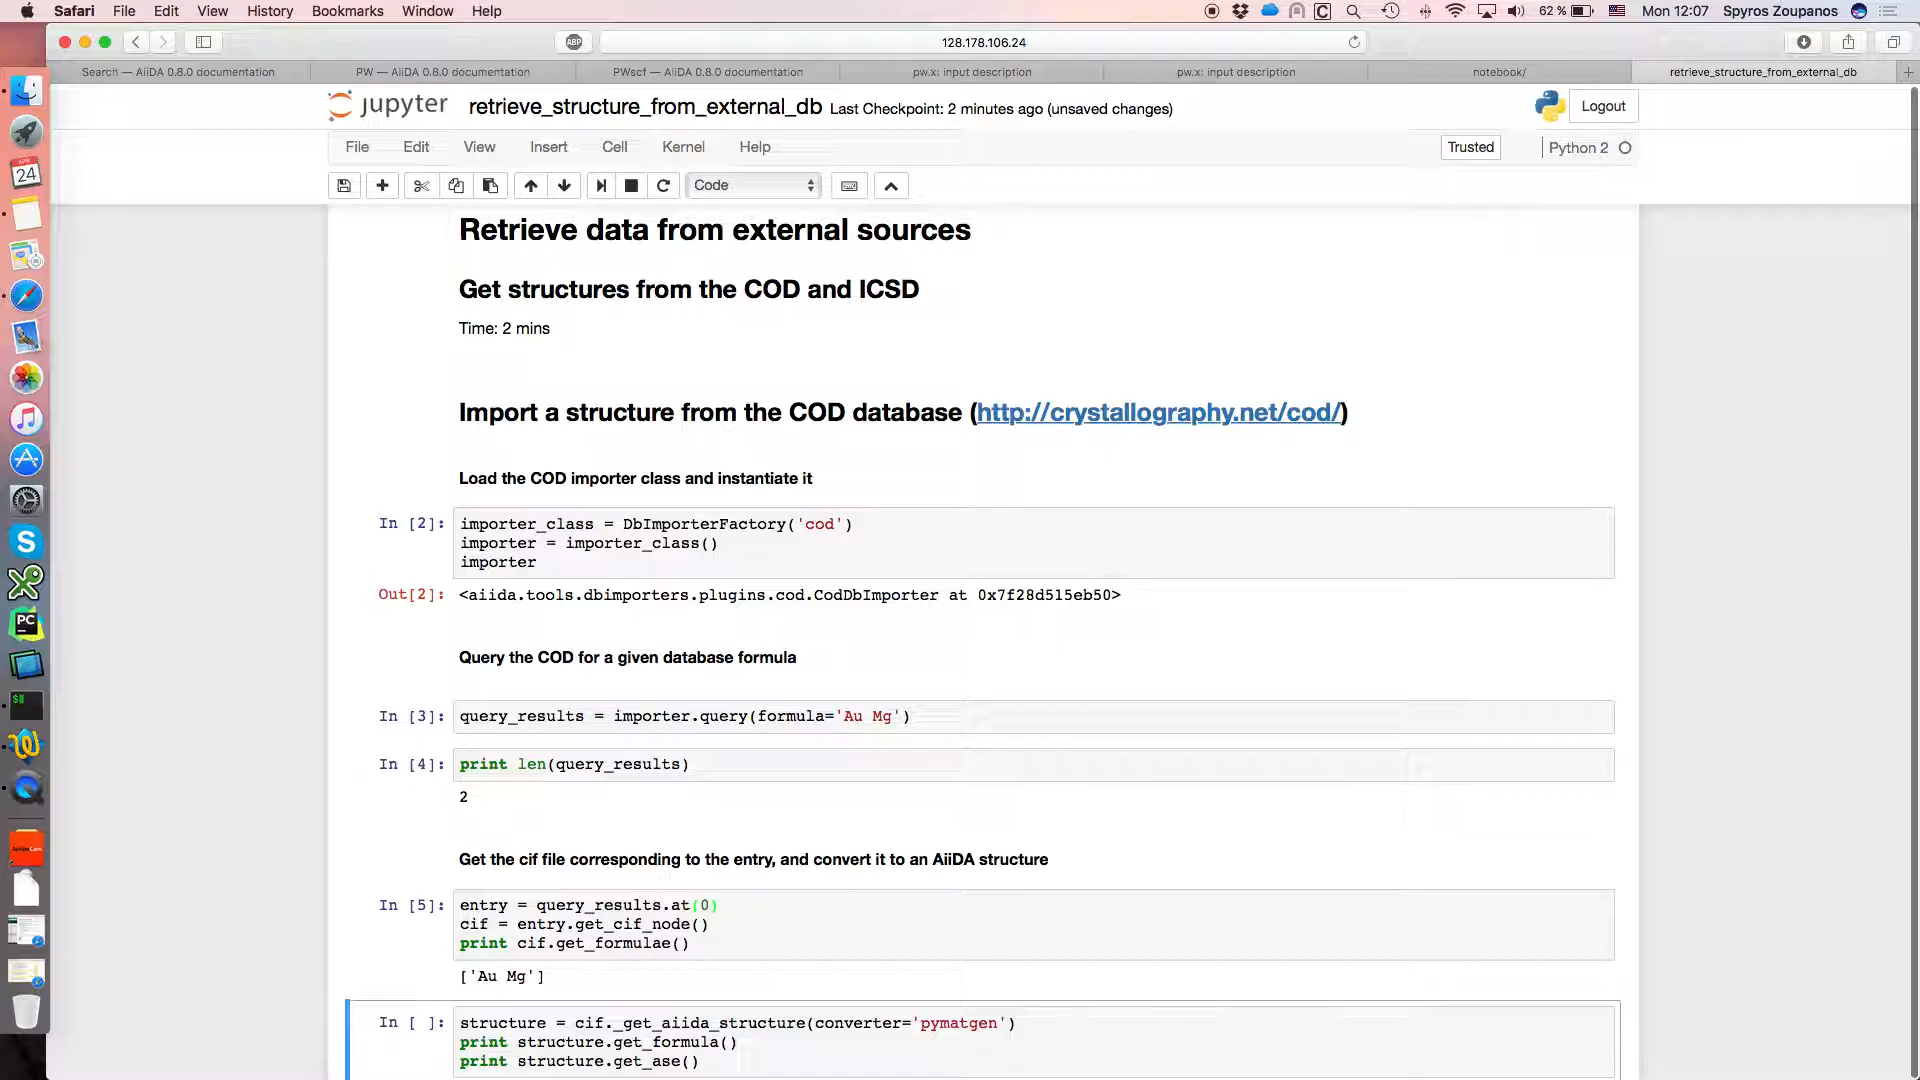 Safari File Edit View History Bookmarks Window Help 62 % Mon 12:07 Spyros Zoupanos
ABP 128.178.106.24
Search — AiiDA 0.8.0 documentation PW — AiiDA 0.8.0 documentation PWscf — AiiDA 0.8.0 documentation pw.x: input description pw.x: input description notebook/ retrieve_structure_from_external_db
jupyter retrieve_structure_from_external_db Last Checkpoint: 2 minutes ago (unsaved changes) Logout
File Edit View Insert Cell Kernel Help Trusted Python 2
Code
APR
24
Retrieve data from external sources
Get structures from the COD and ICSD
Time: 2 mins
Import a structure from the COD database (http://crystallography.net/cod/)
Load the COD importer class and instantiate it
In [2]: importer_class = DbImporterFactory('cod')
importer = importer_class()
importer
Out[2]: <aiida.tools.dbimporters.plugins.cod.CodDbImporter at 0x7f28d515eb50>
Query the COD for a given database formula
In [3]: query_results = importer.query(formula='Au Mg')
In [4]: print len(query_results)
2
Get the cif file corresponding to the entry, and convert it to an AiiDA structure
In [5]: entry = query_results.at(0)
cif = entry.get_cif_node()
print cif.get_formulae()
['Au Mg']
In [ ]: structure = cif._get_aiida_structure(converter='pymatgen')
print structure.get_formula()
print structure.get_ase()
PC